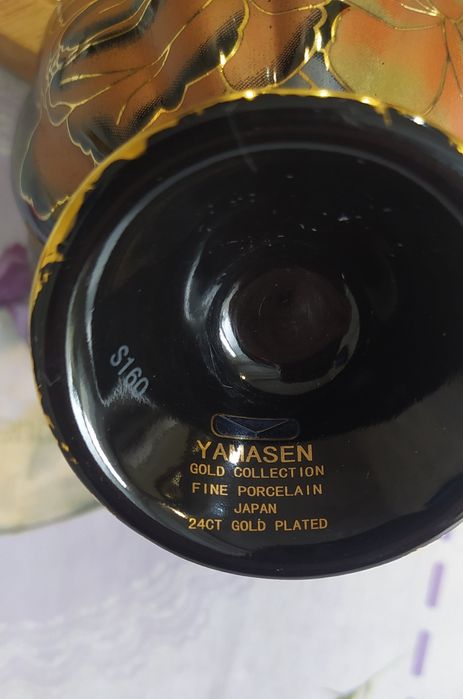 S160
YAMASEN
GOLD COLLECTION
FINE PORCELAIN
JAPAN
24CT GOLD PLATED